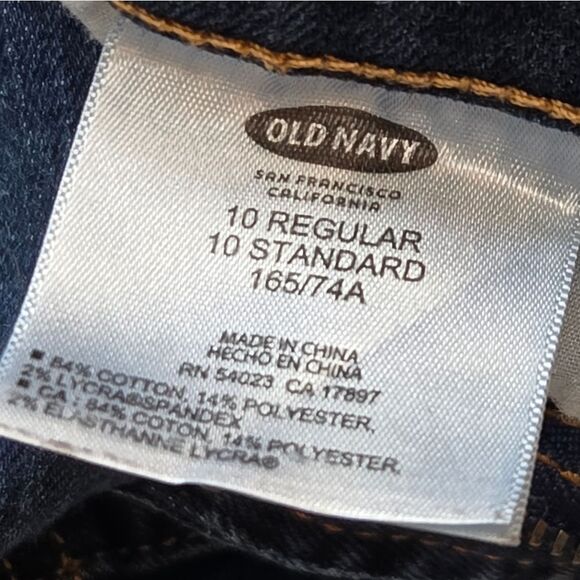 OLD NAVY
SAN FRANCISCO
CALIFORNIA
10 REGULAR
10 STANDARD
165/74A
MADE IN CHINA
HECHO EN CHINA
RN 54023 CA 17897
■ 84% COTTON, 14% POLYESTER,
2% LYCRA®SPANDEX
■ CA : 84% COTON, 14% POLYESTER,
2% ELASTHANNE LYCRA®